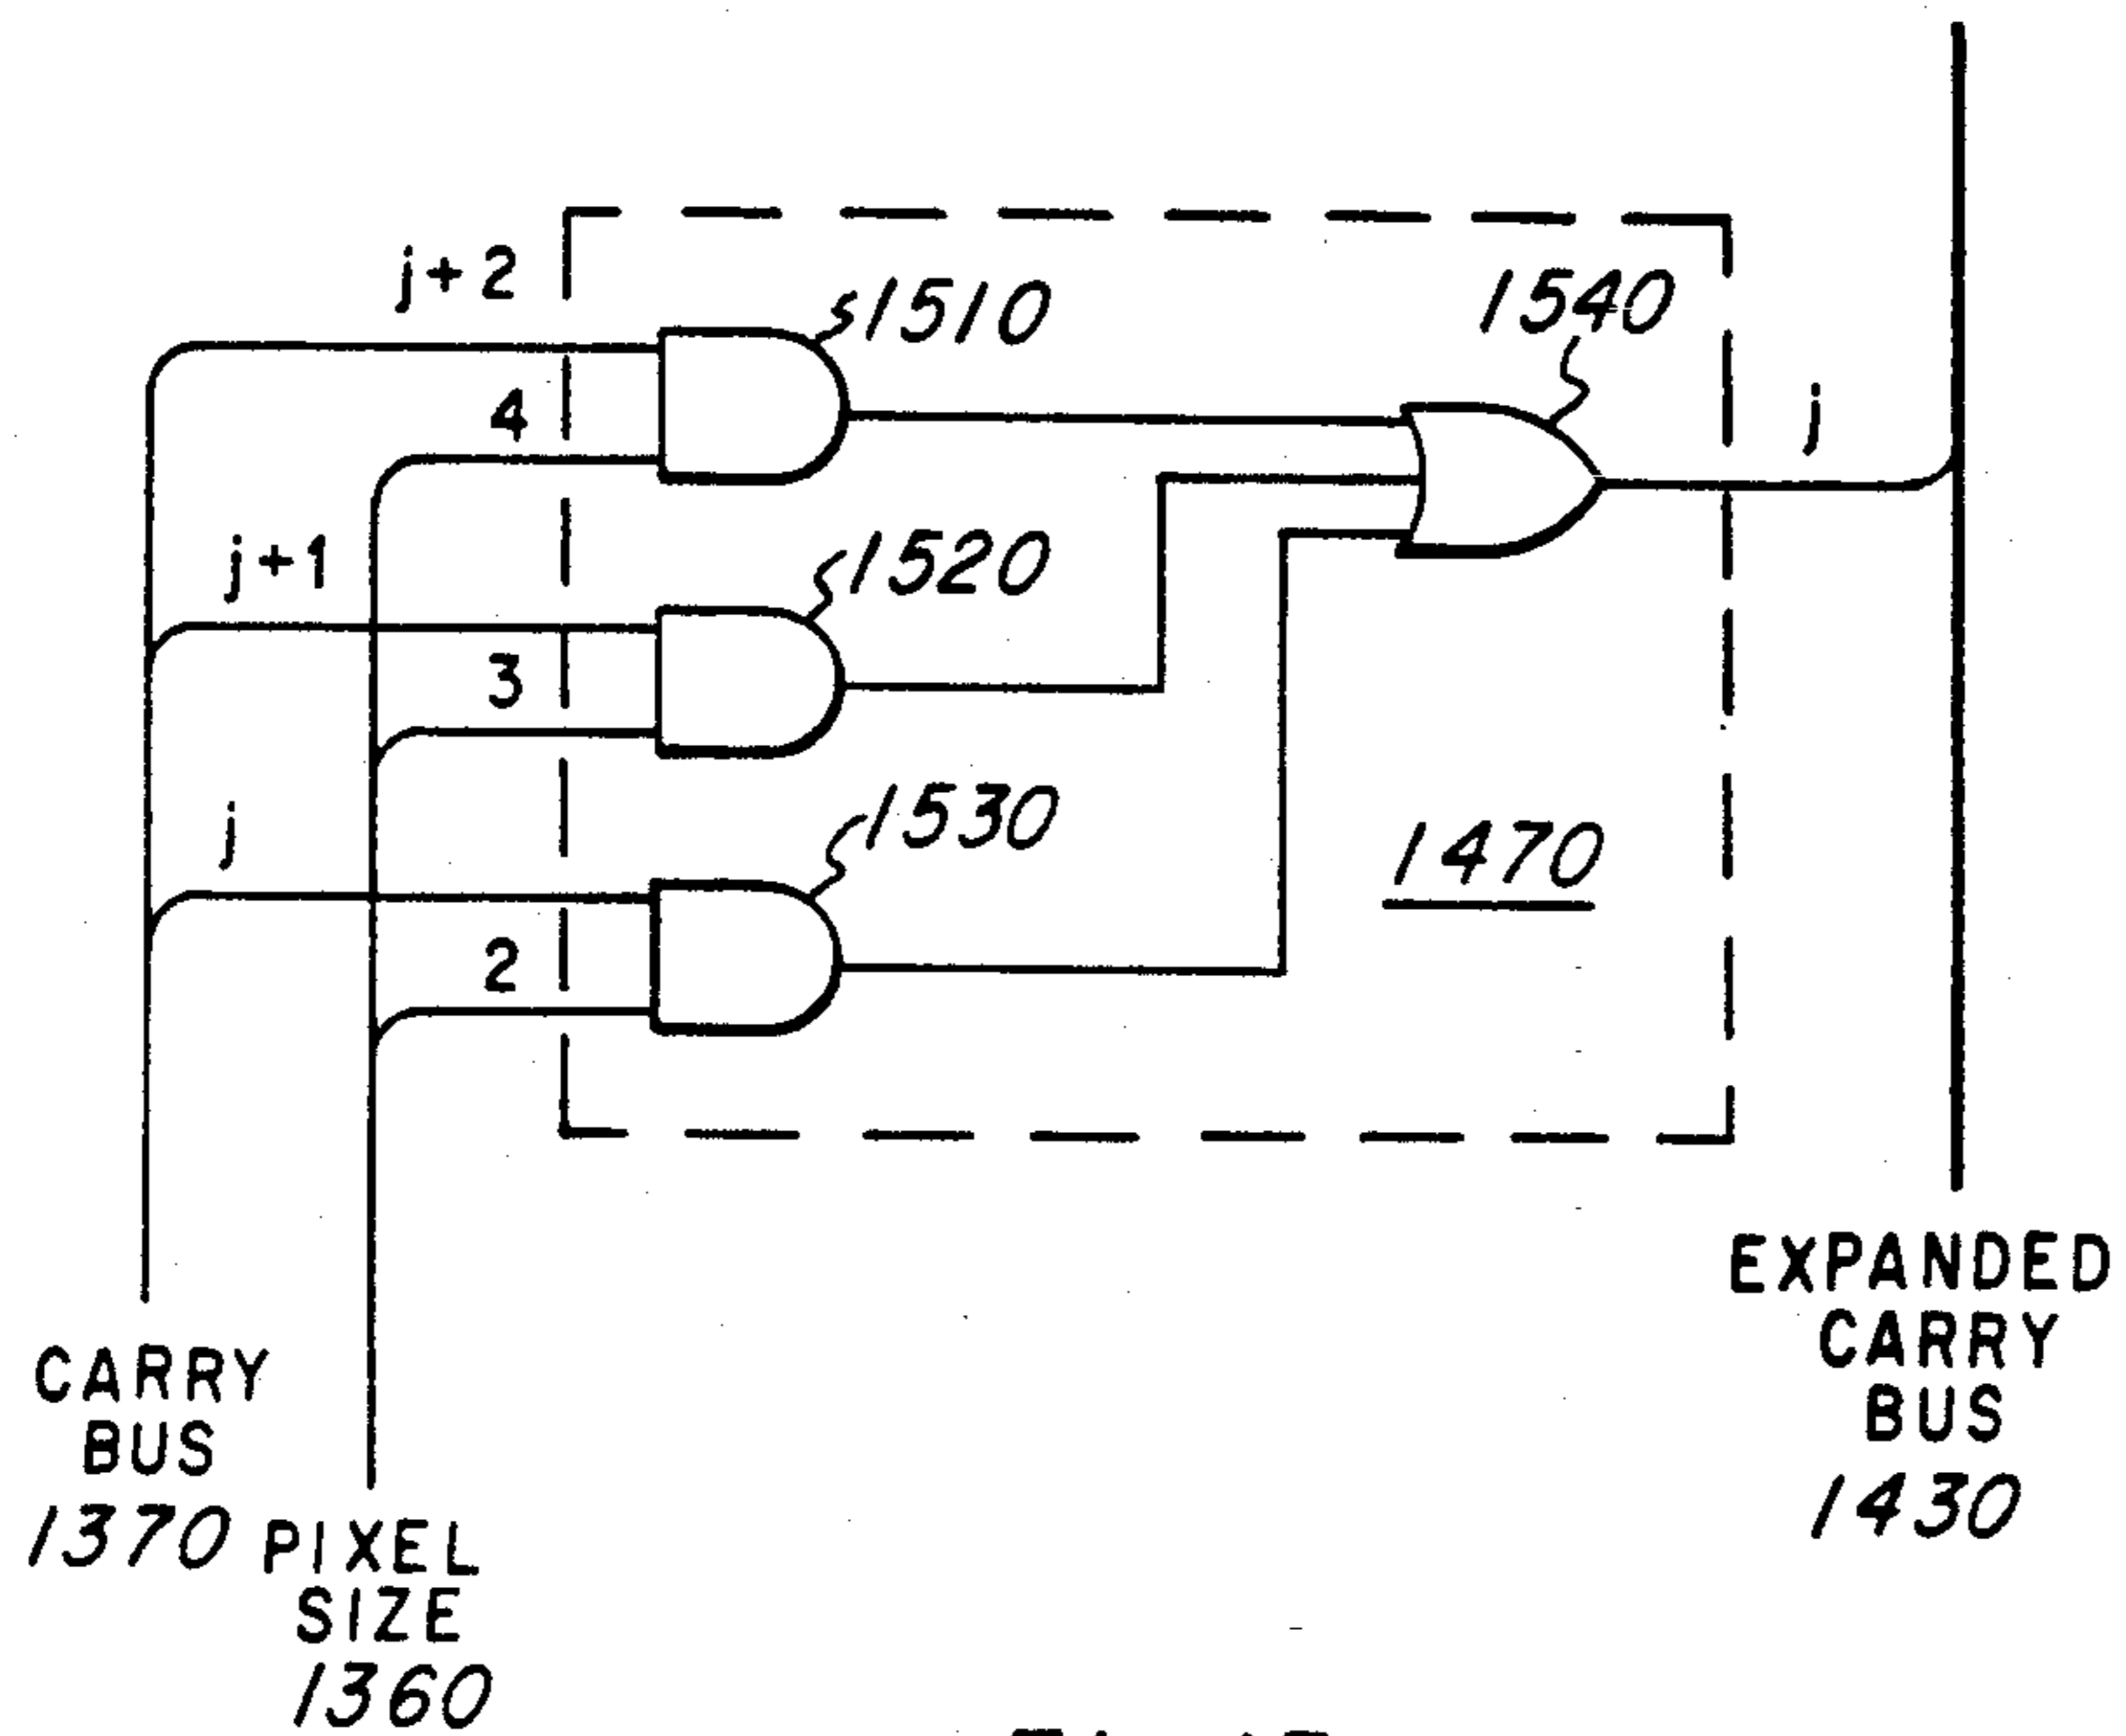 j+2
1510
1540
4
j
j+1
1520
3
j
1530
1470
2
EXPANDED
CARRY
BUS
1430
CARRY
BUS
1370
PIXEL
SIZE
1360